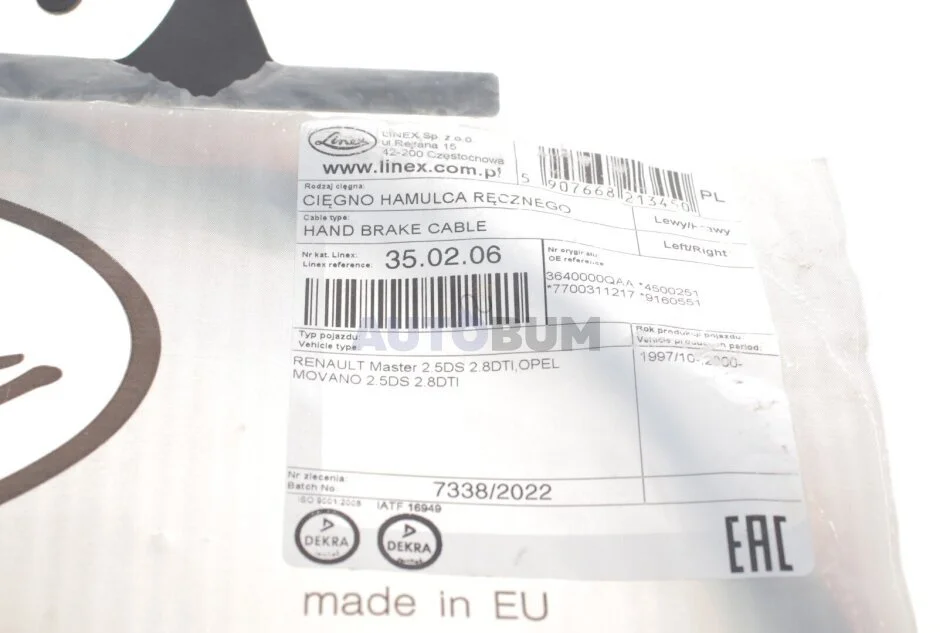 Linex
LINEX Sp. z o.o.
ul.Rejtana 15
42-200 Częstochowa
www.linex.com.pl
5 907668 213450
PL
Rodzaj cięgna:
CIĘGNO HAMULCA RĘCZNEGO
Cable type:
HAND BRAKE CABLE
Lewy/Prawy
Left/Right
Nr kat. Linex:
Linex reference:
35.02.06
Nr oryginału
OE reference
3640000QAA *4500251
*7700311217 *9160551
AUTOBUM
Typ pojazdu:
Vehicle type:
RENAULT Master 2.5DS 2.8DTI,OPEL
MOVANO 2.5DS 2.8DTI
Rok produkcji pojazdu
Vehicle production period:
1997/10-,2000-
Nr zlecenia:
Batch No.
7338/2022
ISO 9001:2008
IATF 16949
DEKRA
DEKRA
EAC
made in EU